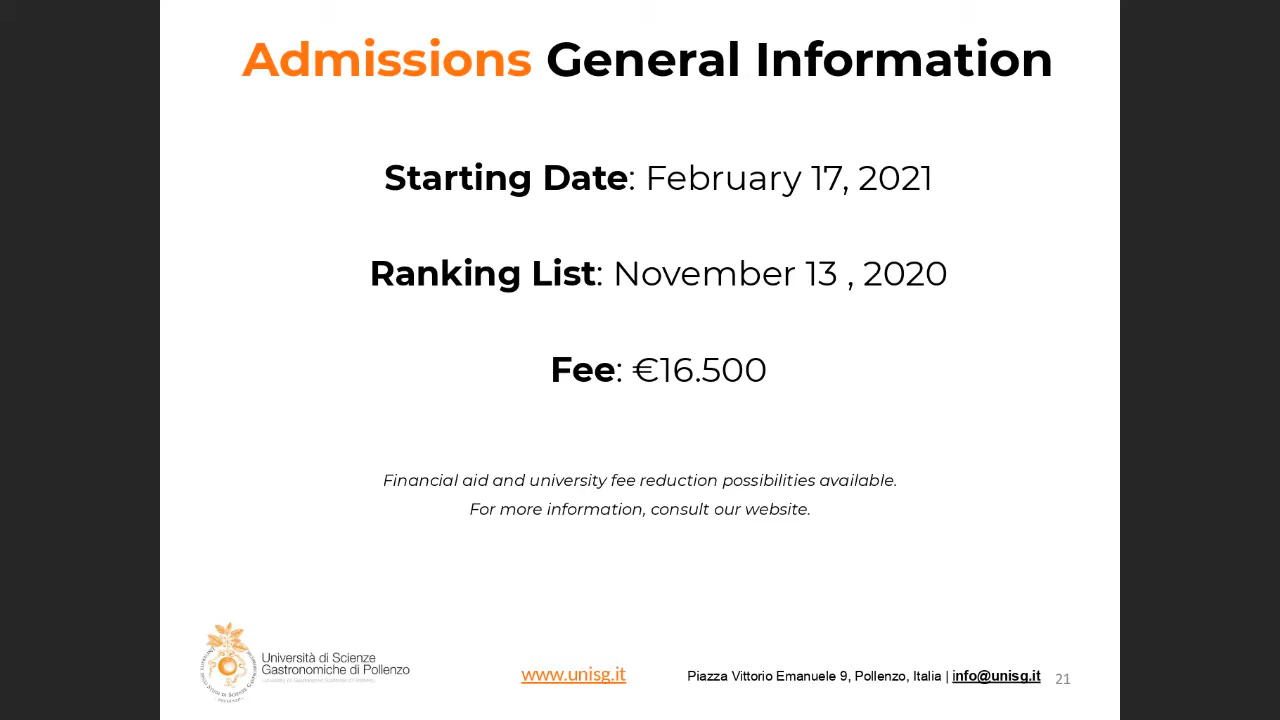 Admissions General Information
Starting Date: February 17, 2021
Ranking List: November 13 , 2020
Fee: €16.500
Financial aid and university fee reduction possibilities available.
For more information, consult our website.
Università di Scienze
Gastronomiche di Pollenzo
www.unisg.it
Piazza Vittorio Emanuele 9, Pollenzo, Italia | info@unisg.it
21